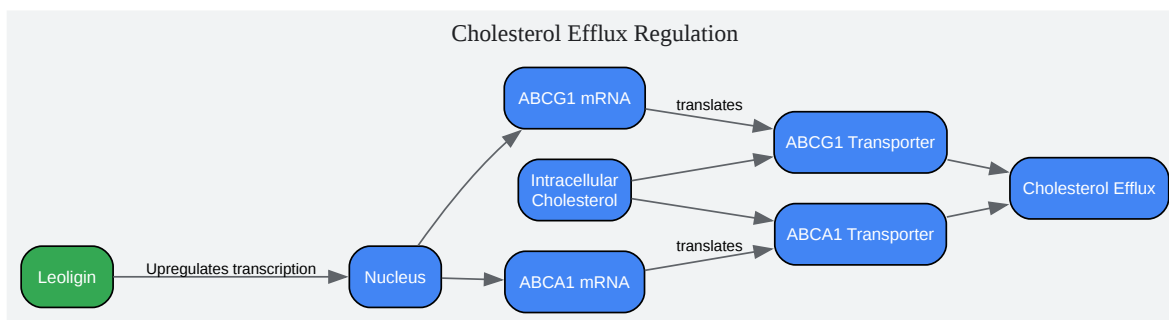 Cholesterol Efflux Regulation
ABCG1 mRNA
translates
ABCG1 Transporter
Intracellular
Cholesterol
Cholesterol Efflux
ABCA1 Transporter
translates
Leoligin
Upregulates transcription
Nucleus
ABCA1 mRNA